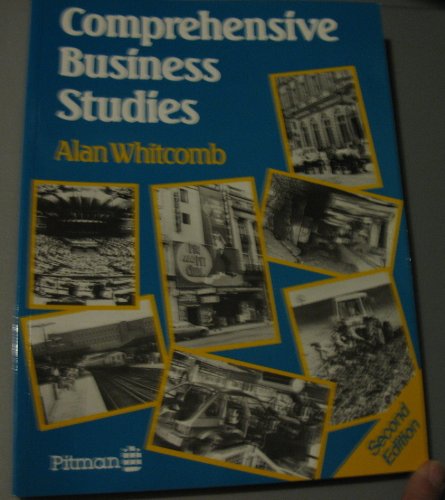 Comprehensive
Business
Studies
Alan Whitcomb
Second
Edition
Pitman